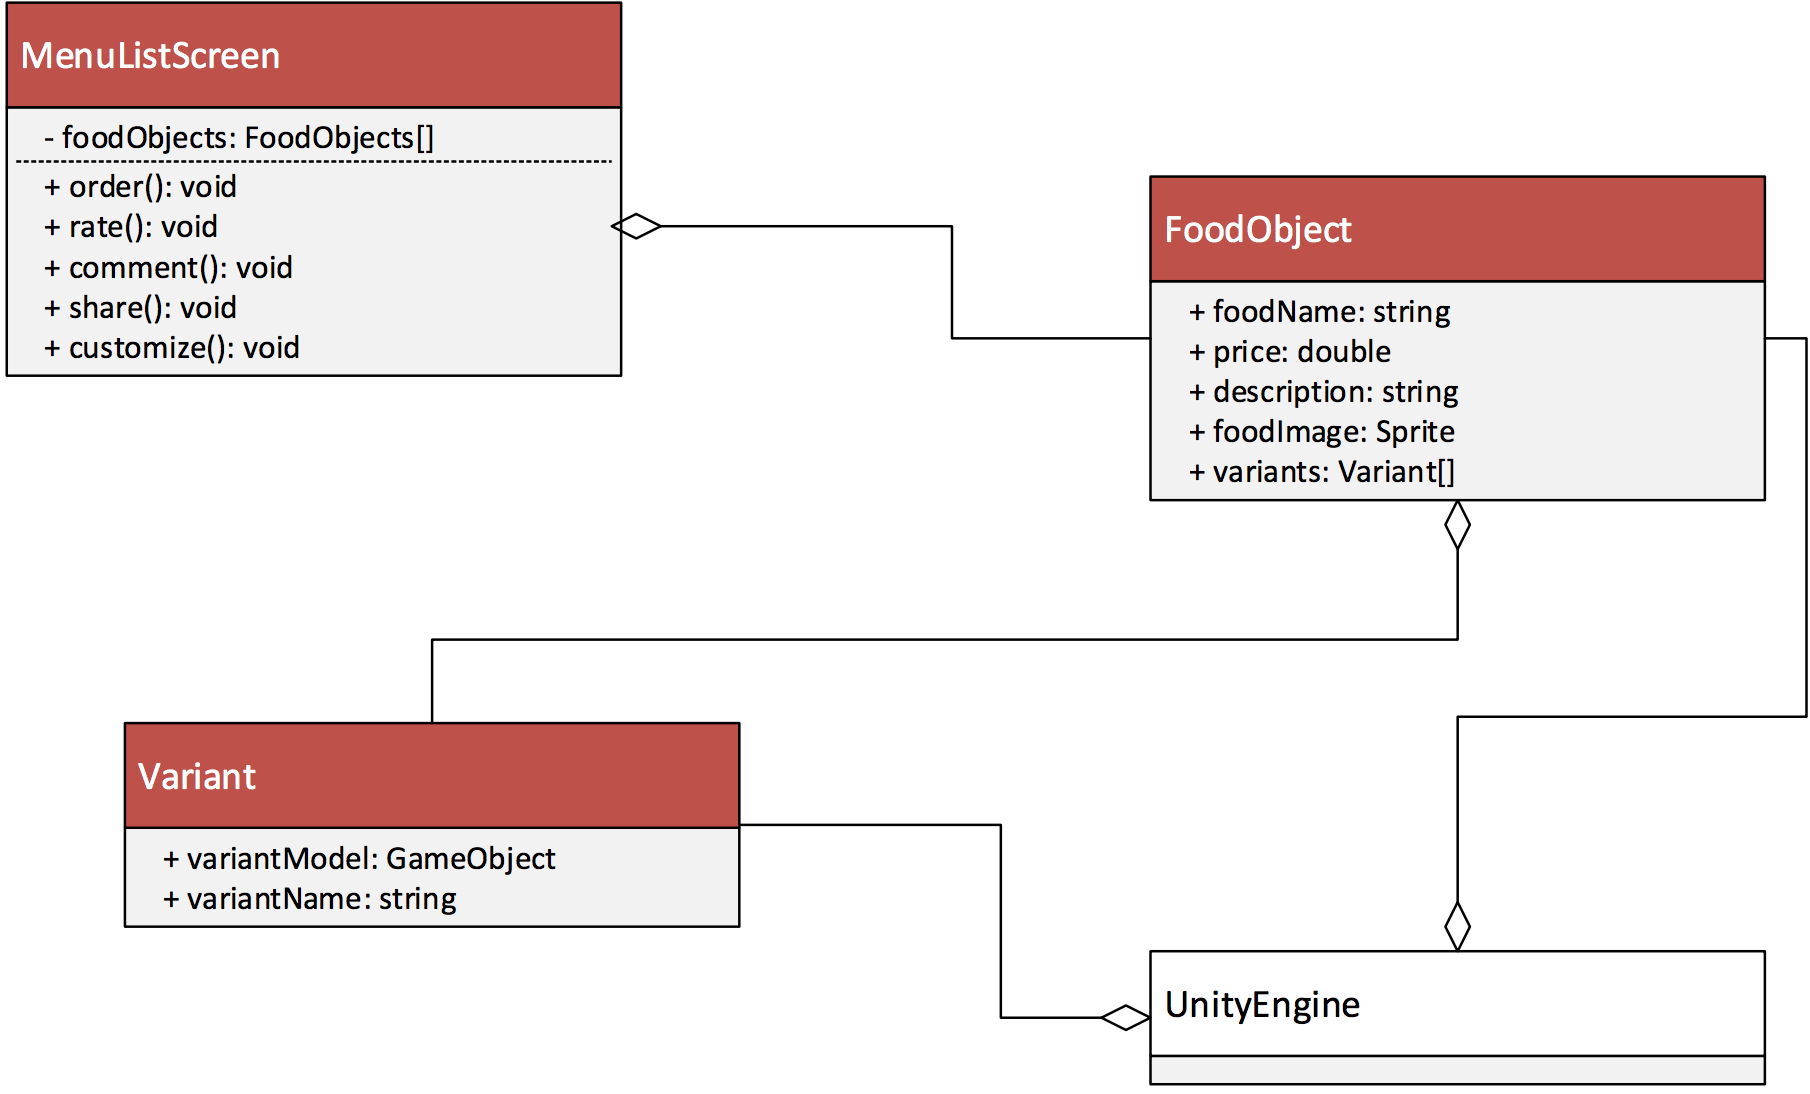 MenuListScreen
- foodObjects: FoodObjects[]
+ order(): void
+ rate(): void
+ comment(): void
+ share(): void
+ customize(): void
FoodObject
+ foodName: string
+ price: double
+ description: string
+ foodImage: Sprite
+ variants: Variant[]
Variant
+ variantModel: GameObject
+ variantName: string
UnityEngine